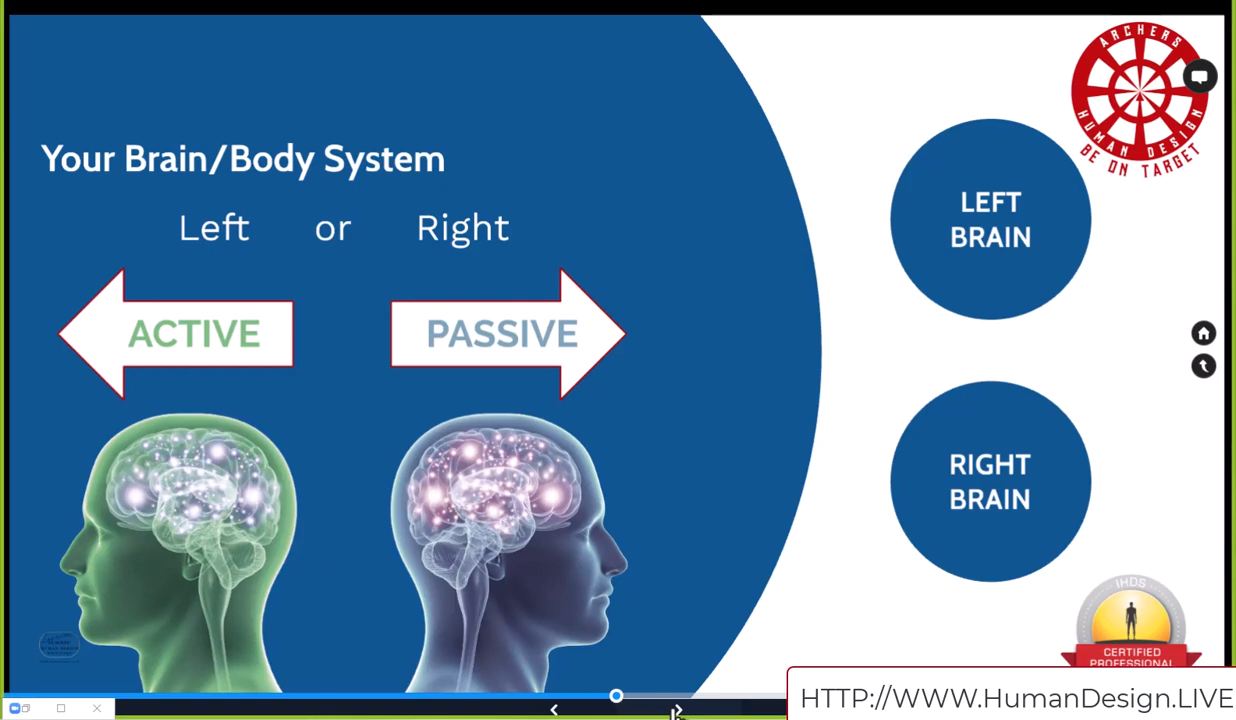 Your Brain/Body System
Left or Right
ACTIVE PASSIVE
LEFT
BRAIN
RIGHT
BRAIN
ARCHERS
HUMAN DESIGN
BE ON TARGET
IHDS
CERTIFIED
PROFESSIONAL
HTTP://WWW.HumanDesign.LIVE